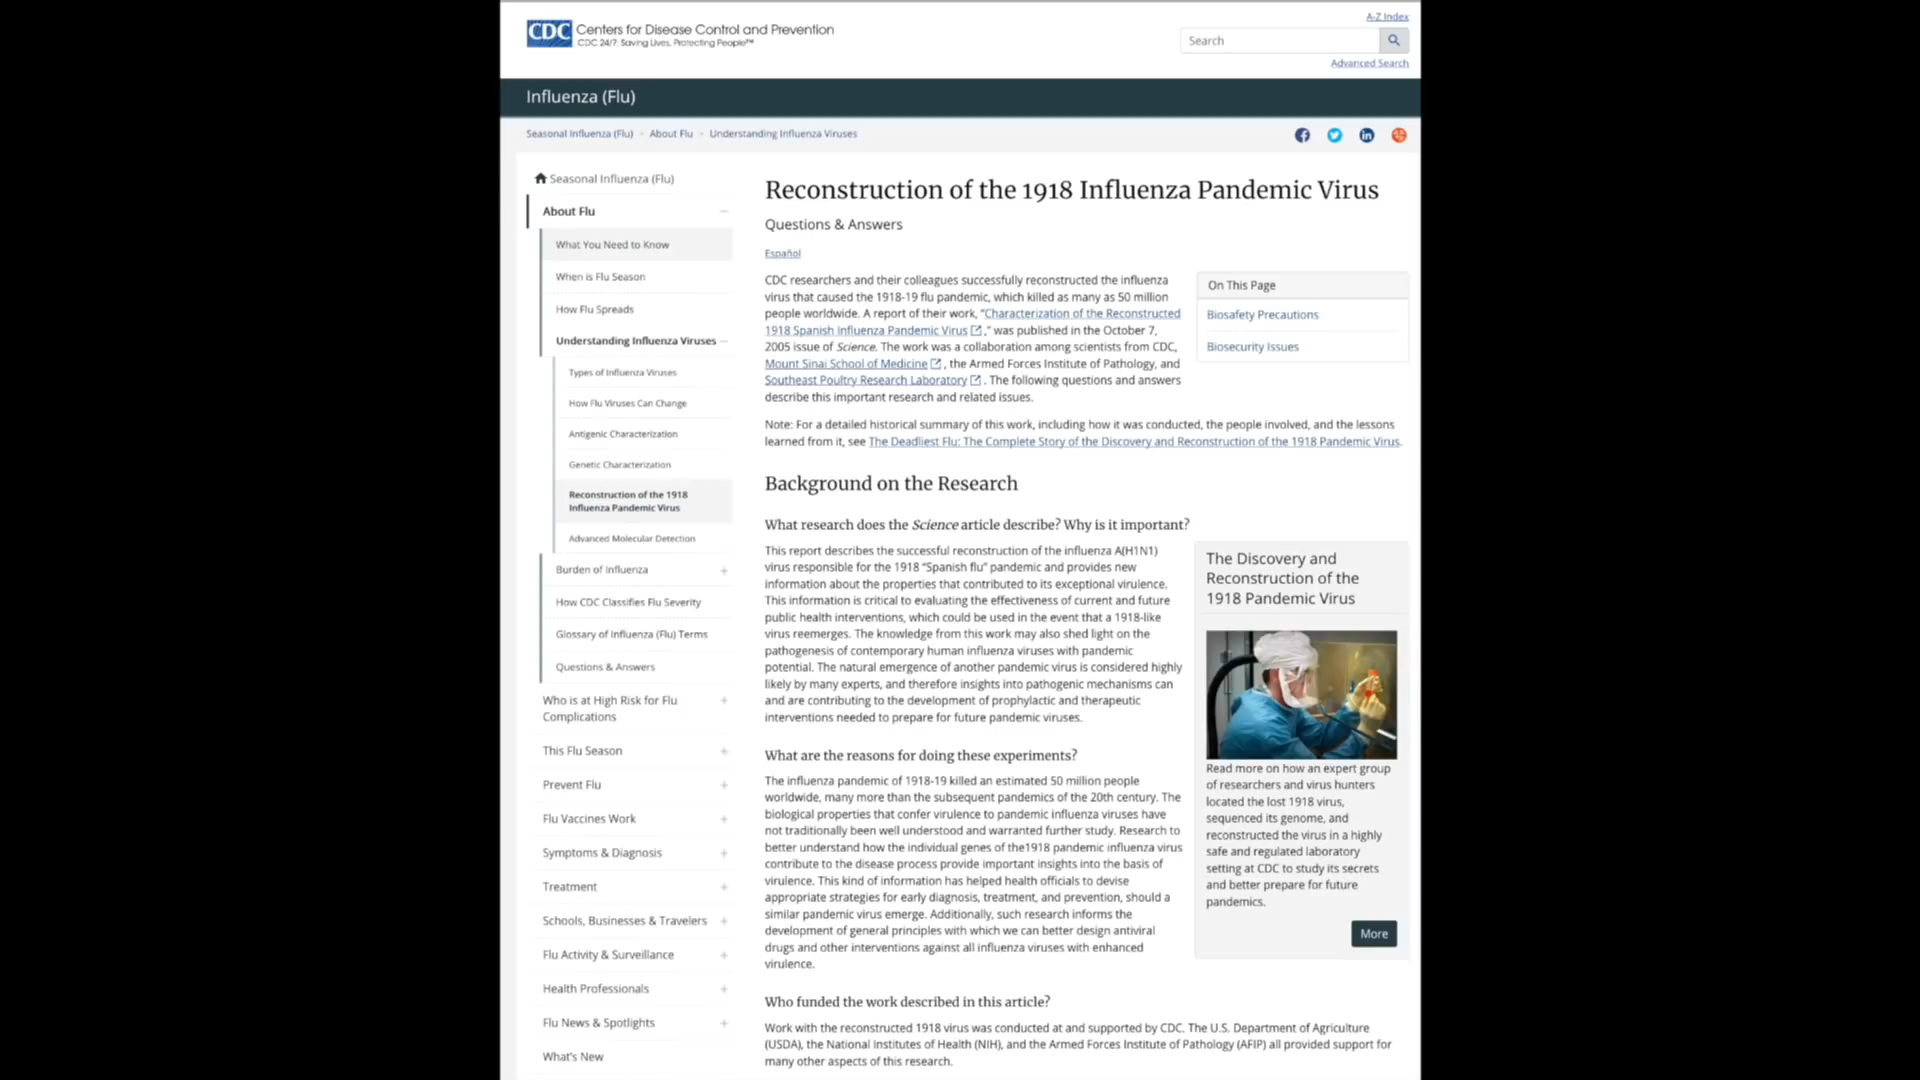 CDC
Centers for Disease Control and Prevention
CDC 24/7: Saving Lives, Protecting People™
A-Z Index
Search
Advanced Search
Influenza (Flu)
Seasonal Influenza (Flu)
About Flu
Understanding Influenza Viruses
Seasonal Influenza (Flu)
About Flu
What You Need to Know
When is Flu Season
How Flu Spreads
Understanding Influenza Viruses
Types of Influenza Viruses
How Flu Viruses Can Change
Antigenic Characterization
Genetic Characterization
Reconstruction of the 1918
Influenza Pandemic Virus
Advanced Molecular Detection
Burden of Influenza
How CDC Classifies Flu Severity
Glossary of Influenza (Flu) Terms
Questions & Answers
Who is at High Risk for Flu
Complications
This Flu Season
Prevent Flu
Flu Vaccines Work
Symptoms & Diagnosis
Treatment
Schools, Businesses & Travelers
Flu Activity & Surveillance
Health Professionals
Flu News & Spotlights
What's New
Reconstruction of the 1918 Influenza Pandemic Virus
Questions & Answers
Español
CDC researchers and their colleagues successfully reconstructed the influenza
virus that caused the 1918-19 flu pandemic, which killed as many as 50 million
people worldwide. A report of their work, “Characterization of the Reconstructed
1918 Spanish Influenza Pandemic Virus ,” was published in the October 7,
2005 issue of Science. The work was a collaboration among scientists from CDC,
Mount Sinai School of Medicine , the Armed Forces Institute of Pathology, and
Southeast Poultry Research Laboratory . The following questions and answers
describe this important research and related issues.
On This Page
Biosafety Precautions
Biosecurity Issues
Note: For a detailed historical summary of this work, including how it was conducted, the people involved, and the lessons
learned from it, see The Deadliest Flu: The Complete Story of the Discovery and Reconstruction of the 1918 Pandemic Virus.
Background on the Research
What research does the Science article describe? Why is it important?
This report describes the successful reconstruction of the influenza A(H1N1)
virus responsible for the 1918 “Spanish flu” pandemic and provides new
information about the properties that contributed to its exceptional virulence.
This information is critical to evaluating the effectiveness of current and future
public health interventions, which could be used in the event that a 1918-like
virus reemerges. The knowledge from this work may also shed light on the
pathogenesis of contemporary human influenza viruses with pandemic
potential. The natural emergence of another pandemic virus is considered highly
likely by many experts, and therefore insights into pathogenic mechanisms can
and are contributing to the development of prophylactic and therapeutic
interventions needed to prepare for future pandemic viruses.
What are the reasons for doing these experiments?
The influenza pandemic of 1918-19 killed an estimated 50 million people
worldwide, many more than the subsequent pandemics of the 20th century. The
biological properties that confer virulence to pandemic influenza viruses have
not traditionally been well understood and warranted further study. Research to
better understand how the individual genes of the1918 pandemic influenza virus
contribute to the disease process provide important insights into the basis of
virulence. This kind of information has helped health officials to devise
appropriate strategies for early diagnosis, treatment, and prevention, should a
similar pandemic virus emerge. Additionally, such research informs the
development of general principles with which we can better design antiviral
drugs and other interventions against all influenza viruses with enhanced
virulence.
The Discovery and
Reconstruction of the
1918 Pandemic Virus
Read more on how an expert group
of researchers and virus hunters
located the lost 1918 virus,
sequenced its genome, and
reconstructed the virus in a highly
safe and regulated laboratory
setting at CDC to study its secrets
and better prepare for future
pandemics.
More
Who funded the work described in this article?
Work with the reconstructed 1918 virus was conducted at and supported by CDC. The U.S. Department of Agriculture
(USDA), the National Institutes of Health (NIH), and the Armed Forces Institute of Pathology (AFIP) all provided support for
many other aspects of this research.